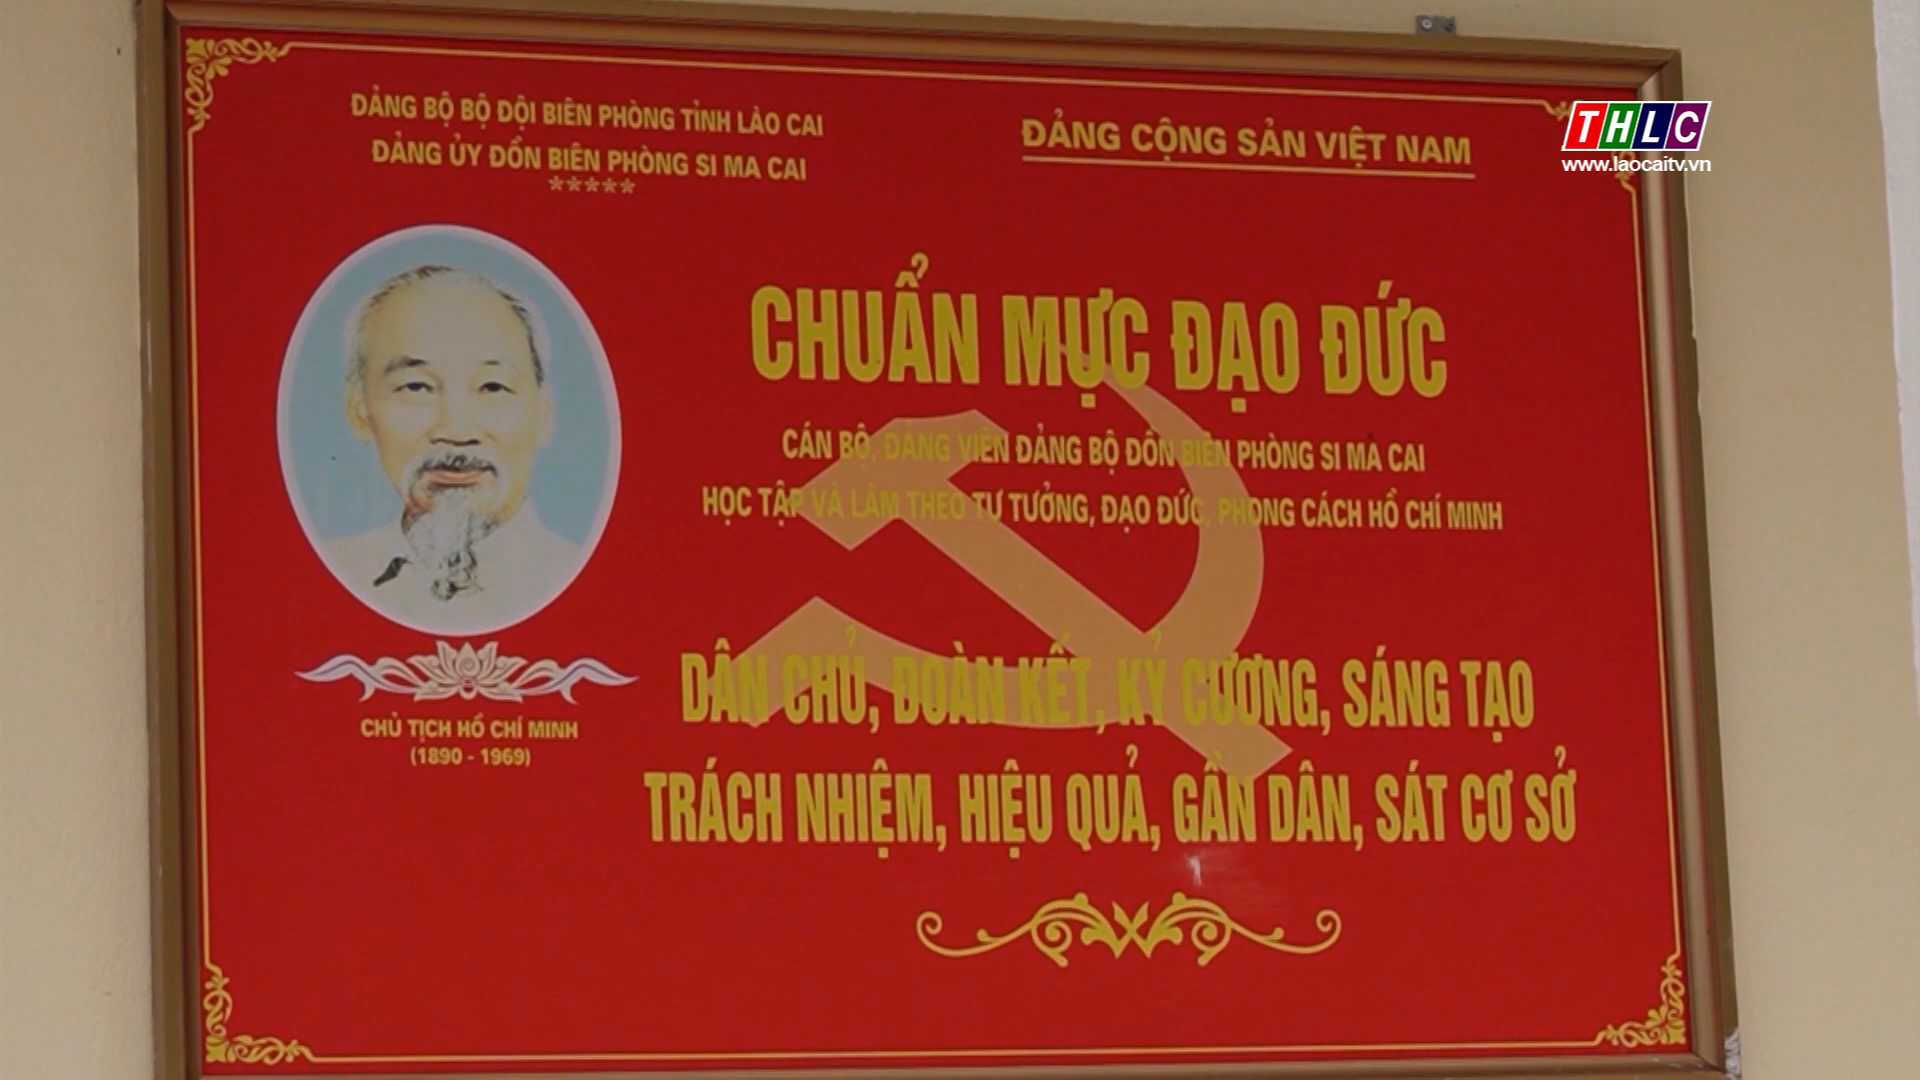 ĐẢNG BỘ BỘ ĐỘI BIÊN PHÒNG TỈNH LÀO CAI
ĐẢNG ỦY ĐỒN BIÊN PHÒNG SI MA CAI
*****
ĐẢNG CỘNG SẢN VIỆT NAM
THLC
www.laocaitv.vn
CHUẨN MỰC ĐẠO ĐỨC
CÁN BỘ, ĐẢNG VIÊN ĐẢNG BỘ ĐỒN BIÊN PHÒNG SI MA CAI
HỌC TẬP VÀ LÀM THEO TƯ TƯỞNG, ĐẠO ĐỨC, PHONG CÁCH HỒ CHÍ MINH
DÂN CHỦ, ĐOÀN KẾT, KỶ CƯƠNG, SÁNG TẠO
TRÁCH NHIỆM, HIỆU QUẢ, GẦN DÂN, SÁT CƠ SỞ
CHỦ TỊCH HỒ CHÍ MINH
(1890 - 1969)